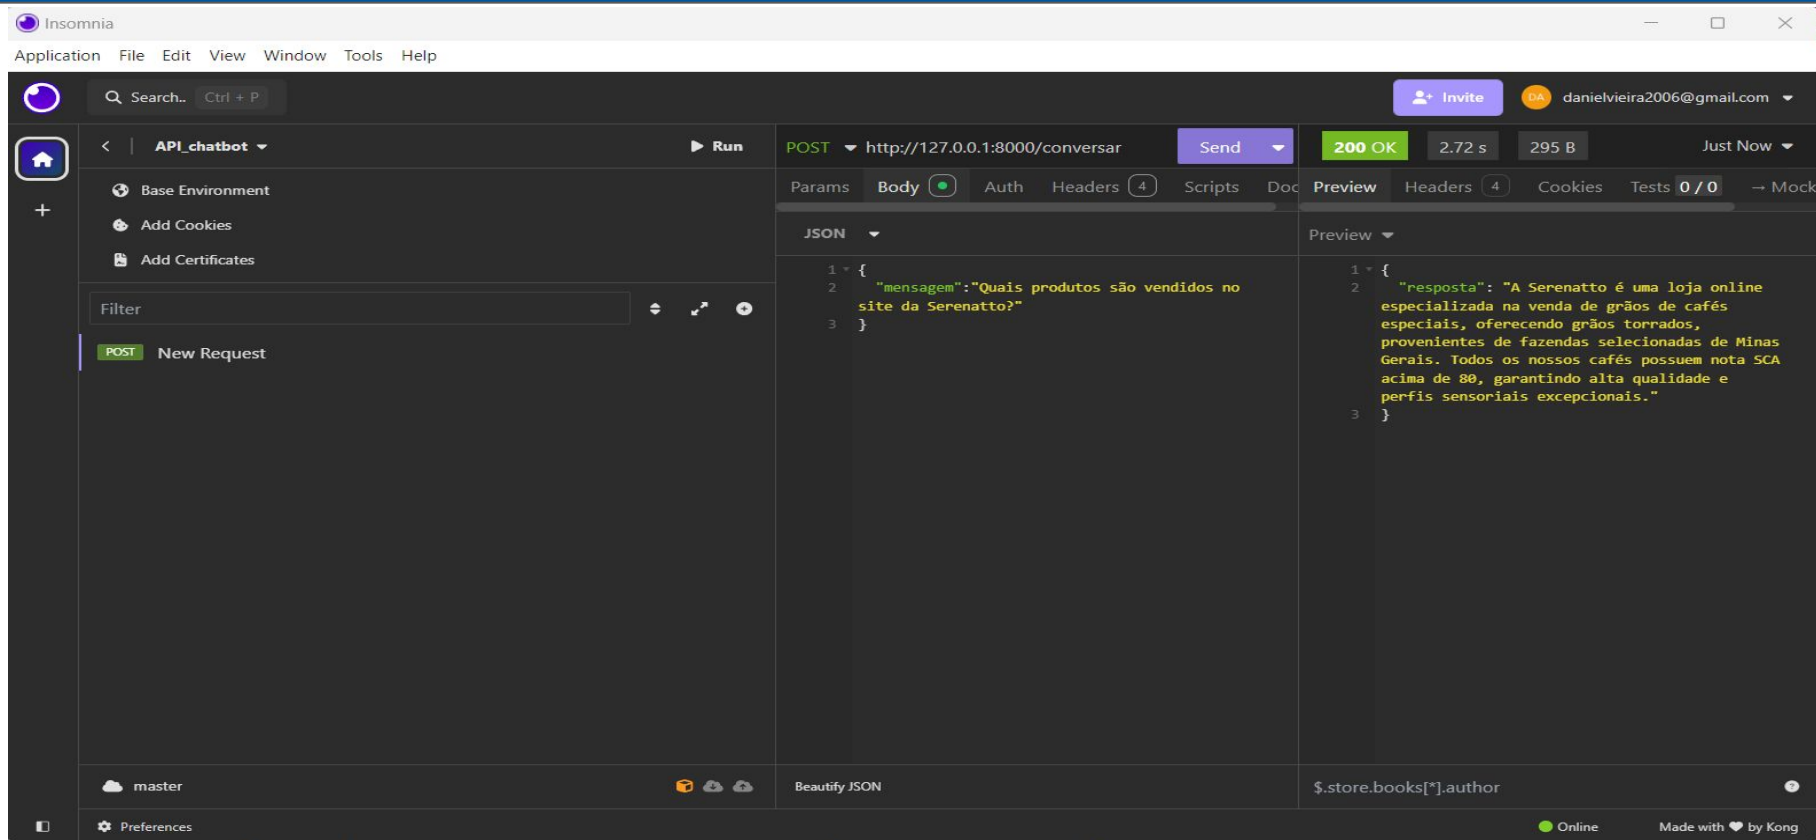 Insomnia
Application File Edit View Window Tools Help
Search.. Ctrl + P
Invite
DA
danielvieira2006@gmail.com
API_chatbot
Run
Base Environment
Add Cookies
Add Certificates
Filter
POST New Request
master
Preferences
POST http://127.0.0.1:8000/conversar Send
Params Body Auth Headers 4 Scripts Doc
JSON
1 {
2 "mensagem":"Quais produtos são vendidos no
site da Serenatto?"
3 }
Beautify JSON
200 OK 2.72 s 295 B Just Now
Preview Headers 4 Cookies Tests 0 / 0 → Mock
Preview
1 {
2 "resposta": "A Serenatto é uma loja online
especializada na venda de grãos de cafés
especiais, oferecendo grãos torrados,
provenientes de fazendas selecionadas de Minas
Gerais. Todos os nossos cafés possuem nota SCA
acima de 80, garantindo alta qualidade e
perfis sensoriais excepcionais."
3 }
$.store.books[*].author
Online
Made with ♥ by Kong